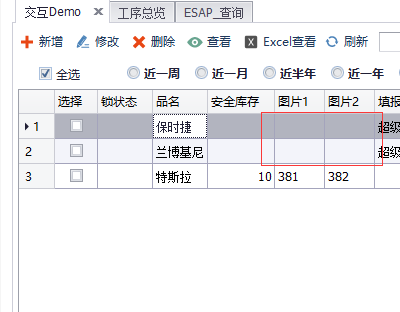 交互Demo 工序总览 ESAP_查询
新增 修改 删除 查看 Excel查看 刷新
全选 近一周 近一月 近半年 近一年
选择 锁状态 品名 安全库存 图片1 图片2 填报
1 保时捷 超级
2 兰博基尼 超级
3 特斯拉 10 381 382